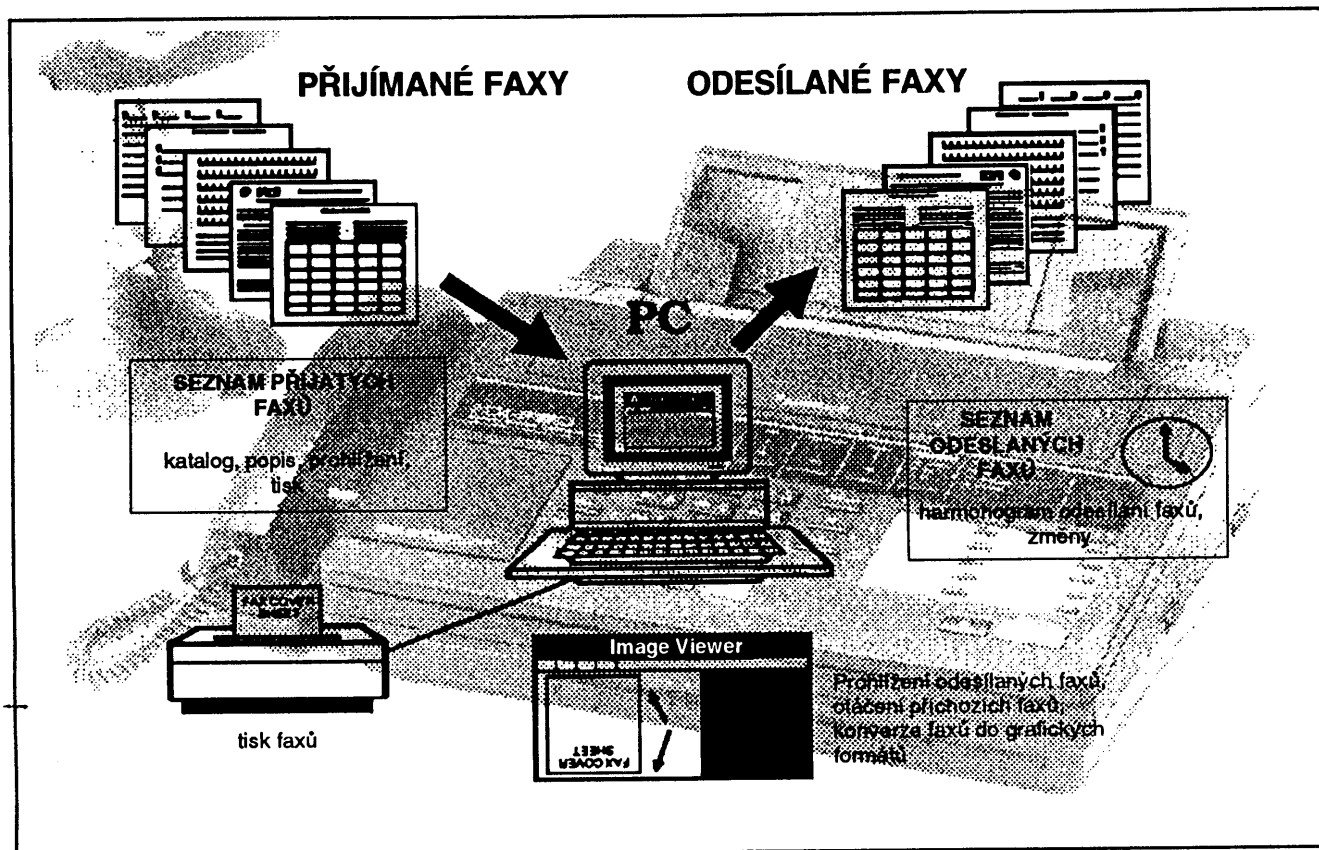 PŘIJÍMANÉ FAXY
ODESÍLANÉ FAXY
PC
SEZNAM PŘIJATÝCH
FAXŮ
katalog, popis, prohlížení,
tisk
SEZNAM
ODESLANÝCH
FAXŮ
harmonogram odesílání faxů,
změny
FAX COVER
SHEET
tisk faxů
Image Viewer
FAX COVER
SHEET
Prohlížení odesílaných faxů,
otáčení příchozích faxů,
konverze faxů do grafických
formátů